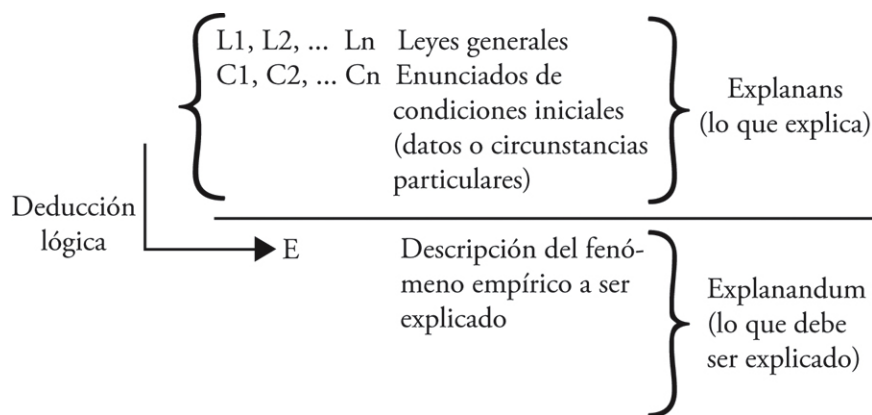 L1, L2, ... Ln Leyes generales
C1, C2, ... Cn Enunciados de
condiciones iniciales
(datos o circunstancias
particulares)
Explanans
(lo que explica)
Deducción
lógica
E Descripción del fenó-
meno empírico a ser
explicado
Explanandum
(lo que debe
ser explicado)